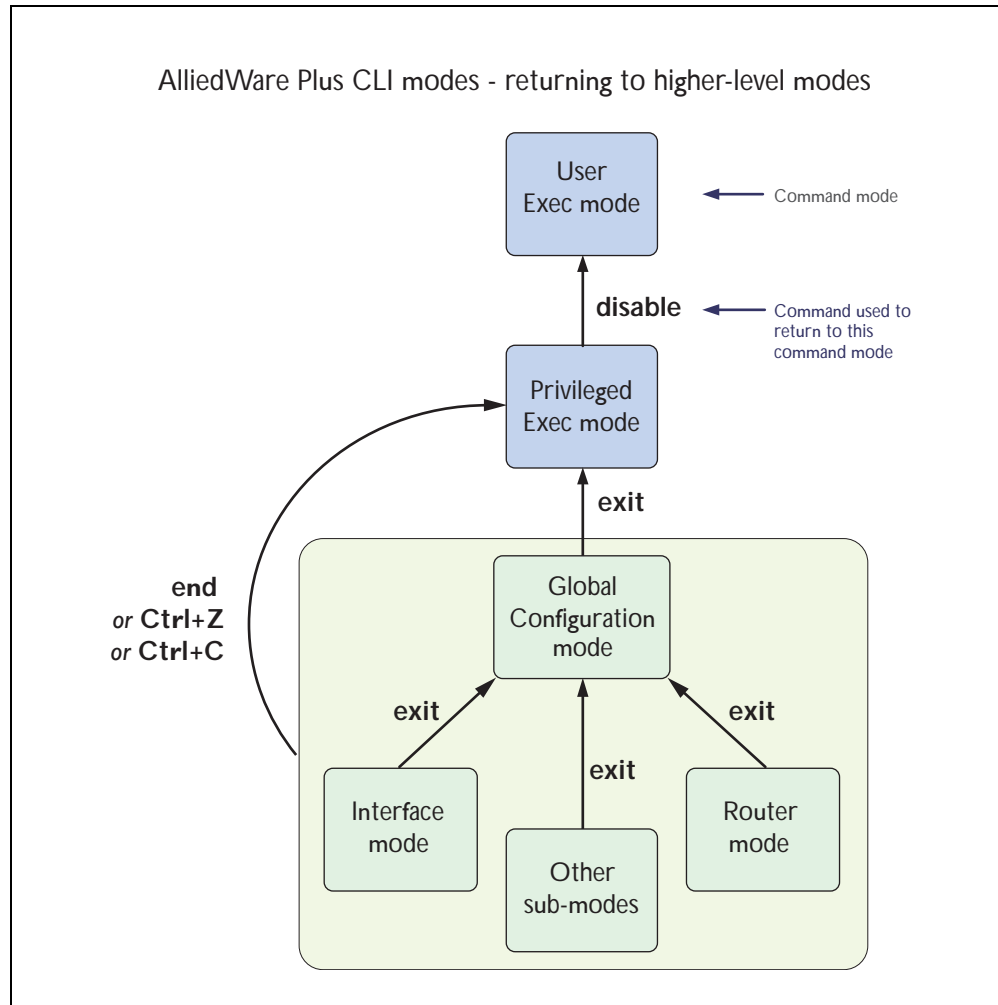 AlliedWare Plus CLI modes - returning to higher-level modes
User
Exec mode
Command mode
disable
Command used to
return to this
command mode
Privileged
Exec mode
exit
end
or Ctrl+Z
or Ctrl+C
Global
Configuration
mode
exit
exit
exit
Interface
mode
Other
sub-modes
Router
mode